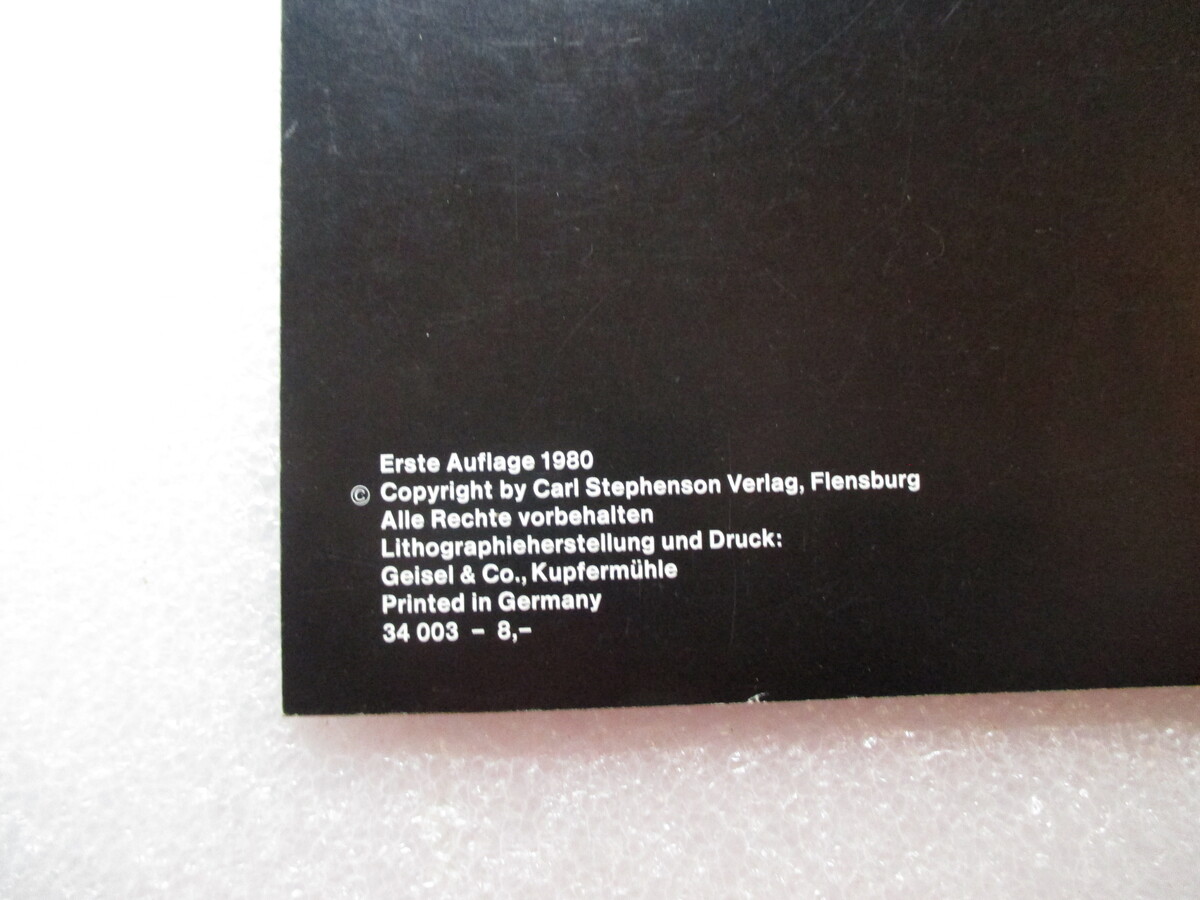 Erste Auflage 1980
© Copyright by Carl Stephenson Verlag, Flensburg
Alle Rechte vorbehalten
Lithographieherstellung und Druck:
Geisel & Co., Kupfermühle
Printed in Germany
34 003 – 8,–